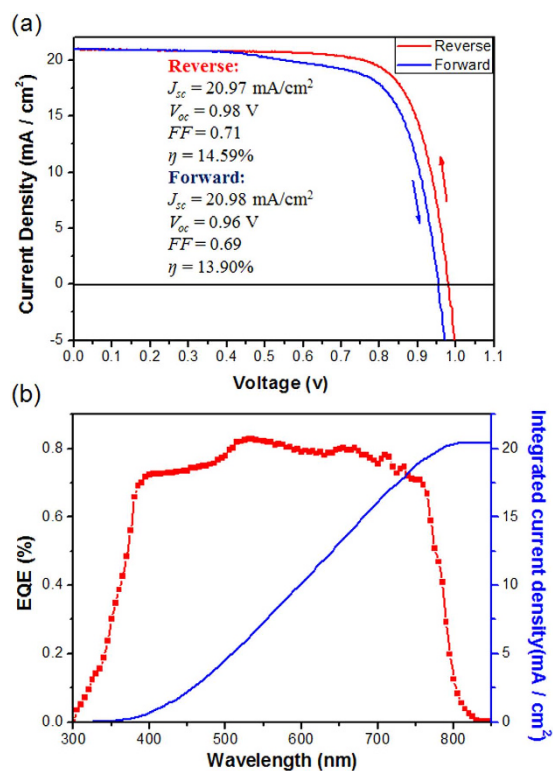 (a)
Current Density (mA / cm²)
20
15
10
5
0
-5
Reverse
Forward
Reverse:
Jsc = 20.97 mA/cm²
Voc = 0.98 V
FF = 0.71
η = 14.59%
Forward:
Jsc = 20.98 mA/cm²
Voc = 0.96 V
FF = 0.69
η = 13.90%
0.0 0.1 0.2 0.3 0.4 0.5 0.6 0.7 0.8 0.9 1.0 1.1
Voltage (v)
(b)
EQE (%)
0.8
0.6
0.4
0.2
0.0
300 400 500 600 700 800
Wavelength (nm)
20
15
10
5
0
Integrated current
density(mA / cm²)